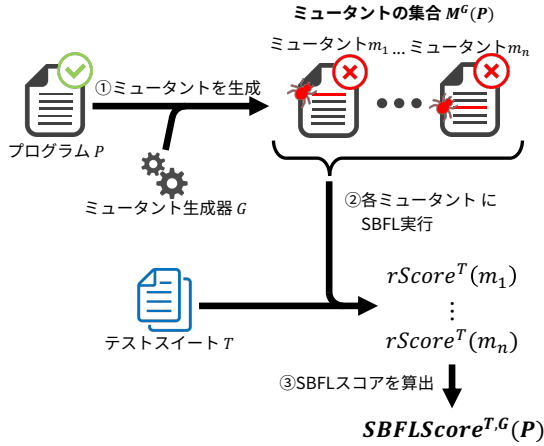 ミュータントの集合 M^G(P)
ミュータントm_1 … ミュータントm_n
①ミュータントを生成
プログラム P
ミュータント生成器 G
②各ミュータント に
SBFL実行
rScore^T(m_1)
⋮
rScore^T(m_n)
テストスイート T
③SBFLスコアを算出
SBFLScore^{T,G}(P)